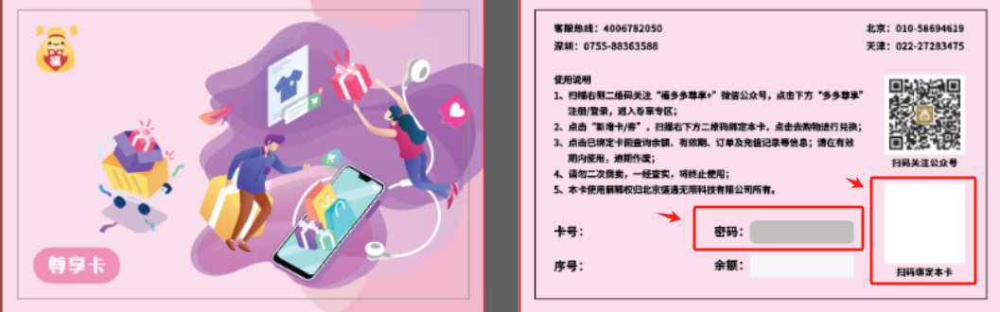 福
尊享卡
客服热线：4006782050
北京：010-58694619
深圳：0755-88363588
天津：022-27283475
使用说明
1、扫描右侧二维码关注“福多多尊享+”微信公众号，点击下方“多多尊享”
注册/登录，进入尊享专区；
2、点击“新增卡/券”，扫描右下方二维码绑定本卡，点击去购物进行兑换；
3、点击已绑定卡面查询余额、有效期、订单及充值记录等信息；请在有效
期内使用，逾期作废；
4、请勿二次倒卖，一经查实，将终止使用；
5、本卡使用解释权归北京 通无限科技有限公司所有。
扫码关注公众号
卡号：
密码：
序号：
余额：
扫码绑定本卡